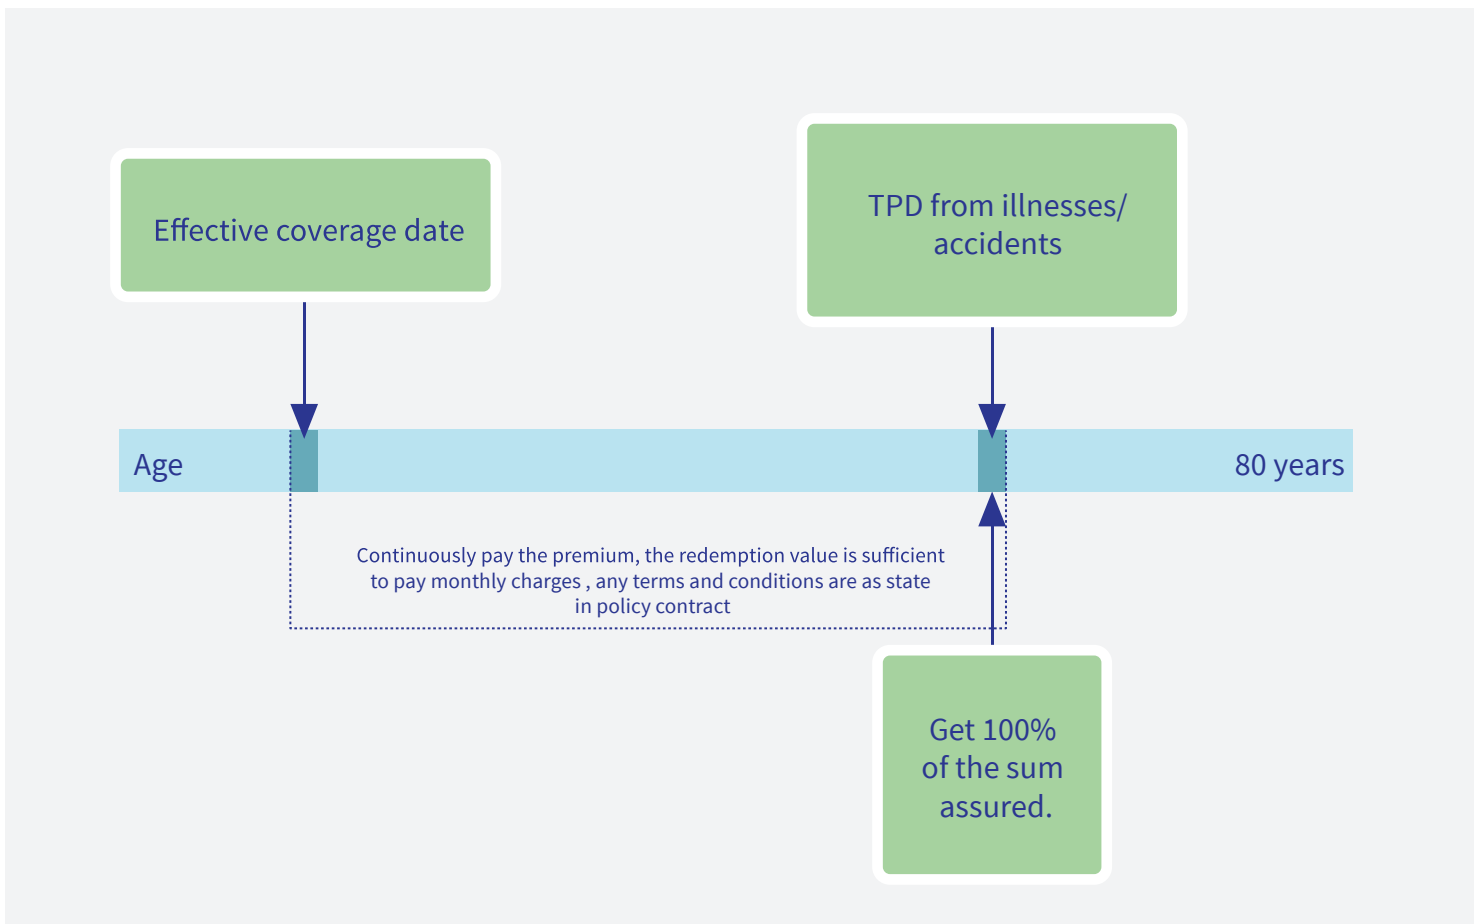 Effective coverage date
TPD from illnesses/
accidents
Age
80 years
Continuously pay the premium, the redemption value is sufficient
to pay monthly charges , any terms and conditions are as state
in policy contract
Get 100%
of the sum
assured.